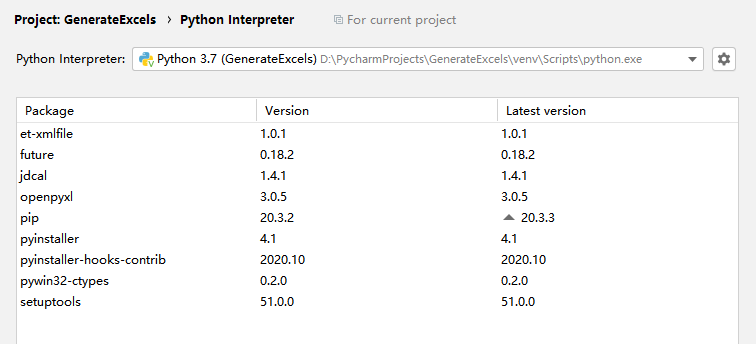 Project: GenerateExcels › Python Interpreter For current project
Python Interpreter: Python 3.7 (GenerateExcels) D:\PycharmProjects\GenerateExcels\venv\Scripts\python.exe
Package Version Latest version
et-xmlfile 1.0.1 1.0.1
future 0.18.2 0.18.2
jdcal 1.4.1 1.4.1
openpyxl 3.0.5 3.0.5
pip 20.3.2 20.3.3
pyinstaller 4.1 4.1
pyinstaller-hooks-contrib 2020.10 2020.10
pywin32-ctypes 0.2.0 0.2.0
setuptools 51.0.0 51.0.0